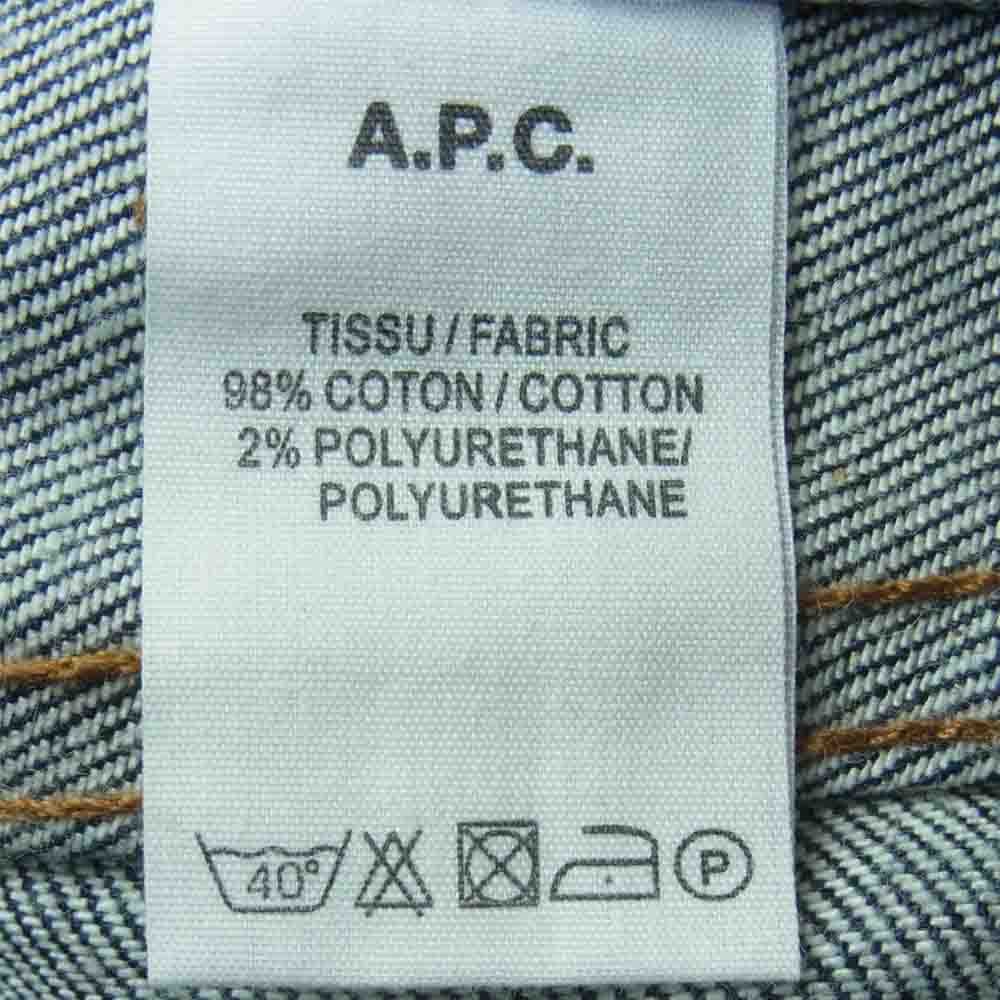 A.P.C.
TISSU / FABRIC
98% COTON / COTTON
2% POLYURETHANE/
POLYURETHANE
40° P